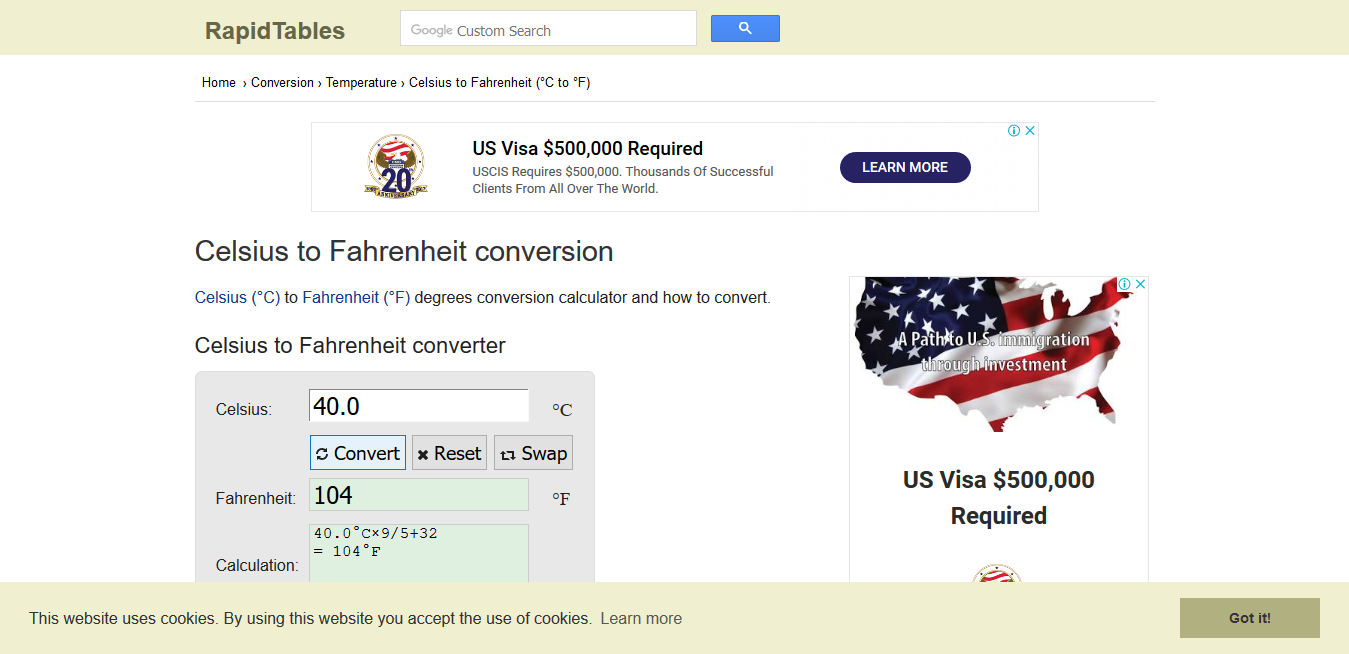 RapidTables
Google Custom Search
Home › Conversion › Temperature › Celsius to Fahrenheit (°C to °F)
US Visa $500,000 Required
USCIS Requires $500,000. Thousands Of Successful
Clients From All Over The World.
LEARN MORE
20
ANNIVERSARY
Celsius to Fahrenheit conversion
Celsius (°C) to Fahrenheit (°F) degrees conversion calculator and how to convert.
Celsius to Fahrenheit converter
Celsius: 40.0 °C
Convert Reset Swap
Fahrenheit: 104 °F
Calculation: 40.0°C×9/5+32
= 104°F
A Path to U.S. immigration
through investment
US Visa $500,000
Required
This website uses cookies. By using this website you accept the use of cookies. Learn more
Got it!